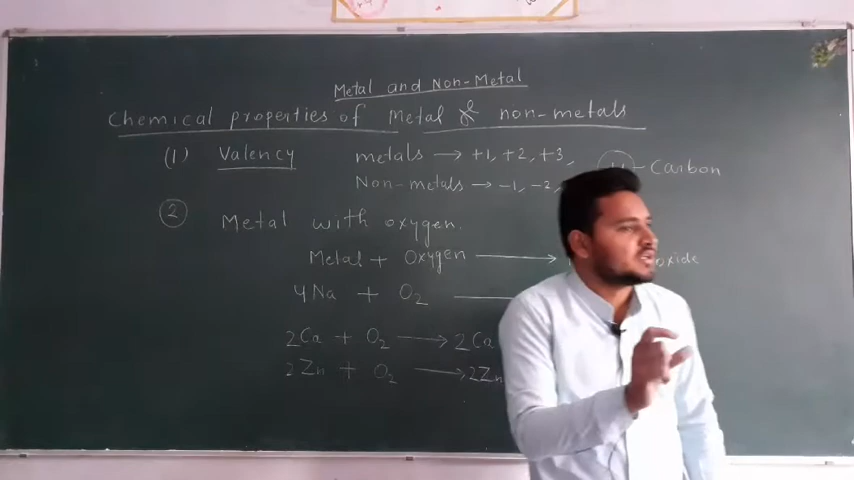 Metal and Non-Metal
Chemical properties of Metal & non-metals
(1) Valency metals → +1, +2, +3, Carbon
Non-metals → -1, -2,
2 Metal with oxygen.
Metal + Oxygen → oxide
4Na + O2
2Ca + O2 → 2Ca
2Zn + O2 → 2Zn